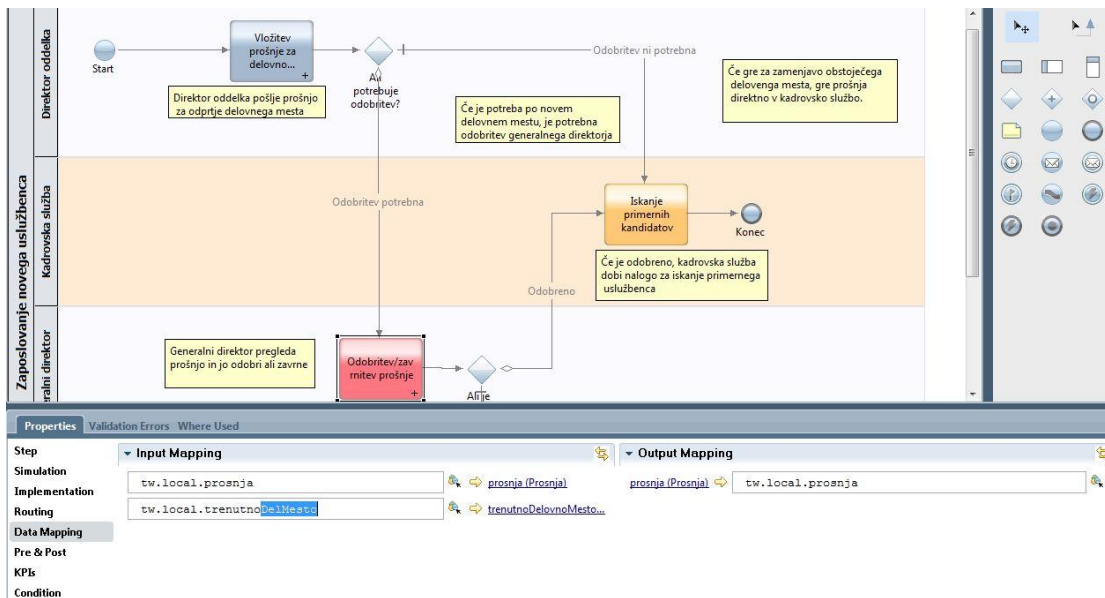 Zaposlovanje novega uslužbenca
Direktor oddelka
Start
Vložitev
prošnje za
delovno...
Ali
potrebuje
odobritev?
Odobritev ni potrebna
Direktor oddelka pošlje prošnjo
za odprtje delovnega mesta
Če je potreba po novem
delovnem mestu, je potrebna
odobritev generalnega direktorja
Če gre za zamenjavo obstoječega
delovenga mesta, gre prošnja
direktno v kadrovsko službo.
Kadrovska služba
Odobritev potrebna
Iskanje
primernih
kandidatov
Konec
Če je odobreno, kadrovska služba
dobi nalogo za iskanje primernega
uslužbenca
Odobreno
eralni direktor
Generalni direktor pregleda
prošnjo in jo odobri ali zavrne
Odobritev/zav
rnitev prošnje
Ali je
Properties Validation Errors Where Used
Step
Simulation
Implementation
Routing
Data Mapping
Pre & Post
KPIs
Condition
Input Mapping
tw.local.prosnja
prosnja (Prosnja)
tw.local.trenutnoDelMesto
trenutnoDelovnoMesto...
Output Mapping
prosnja (Prosnja)
tw.local.prosnja